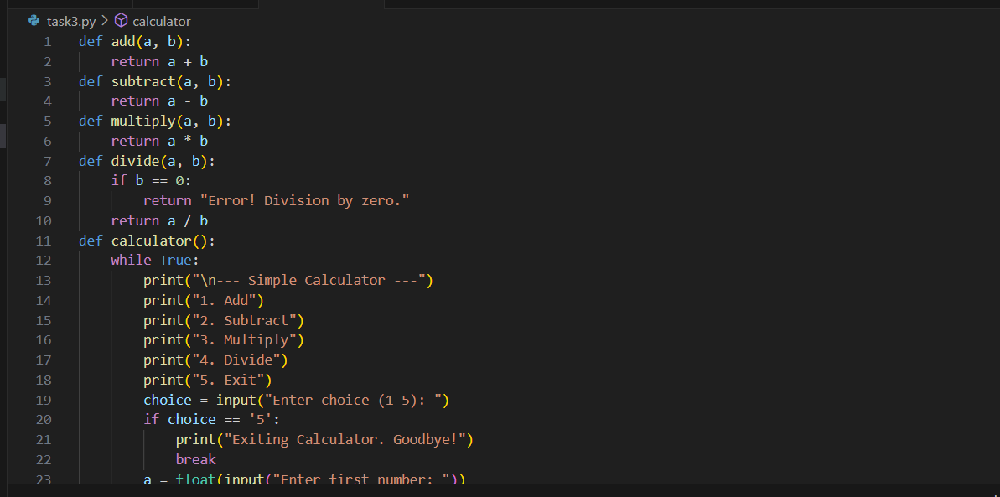 task3.py > calculator
1 def add(a, b):
2     return a + b
3 def subtract(a, b):
4     return a - b
5 def multiply(a, b):
6     return a * b
7 def divide(a, b):
8     if b == 0:
9         return "Error! Division by zero."
10     return a / b
11 def calculator():
12     while True:
13         print("\n--- Simple Calculator ---")
14         print("1. Add")
15         print("2. Subtract")
16         print("3. Multiply")
17         print("4. Divide")
18         print("5. Exit")
19         choice = input("Enter choice (1-5): ")
20         if choice == '5':
21             print("Exiting Calculator. Goodbye!")
22             break
23         a = float(input("Enter first number: "))